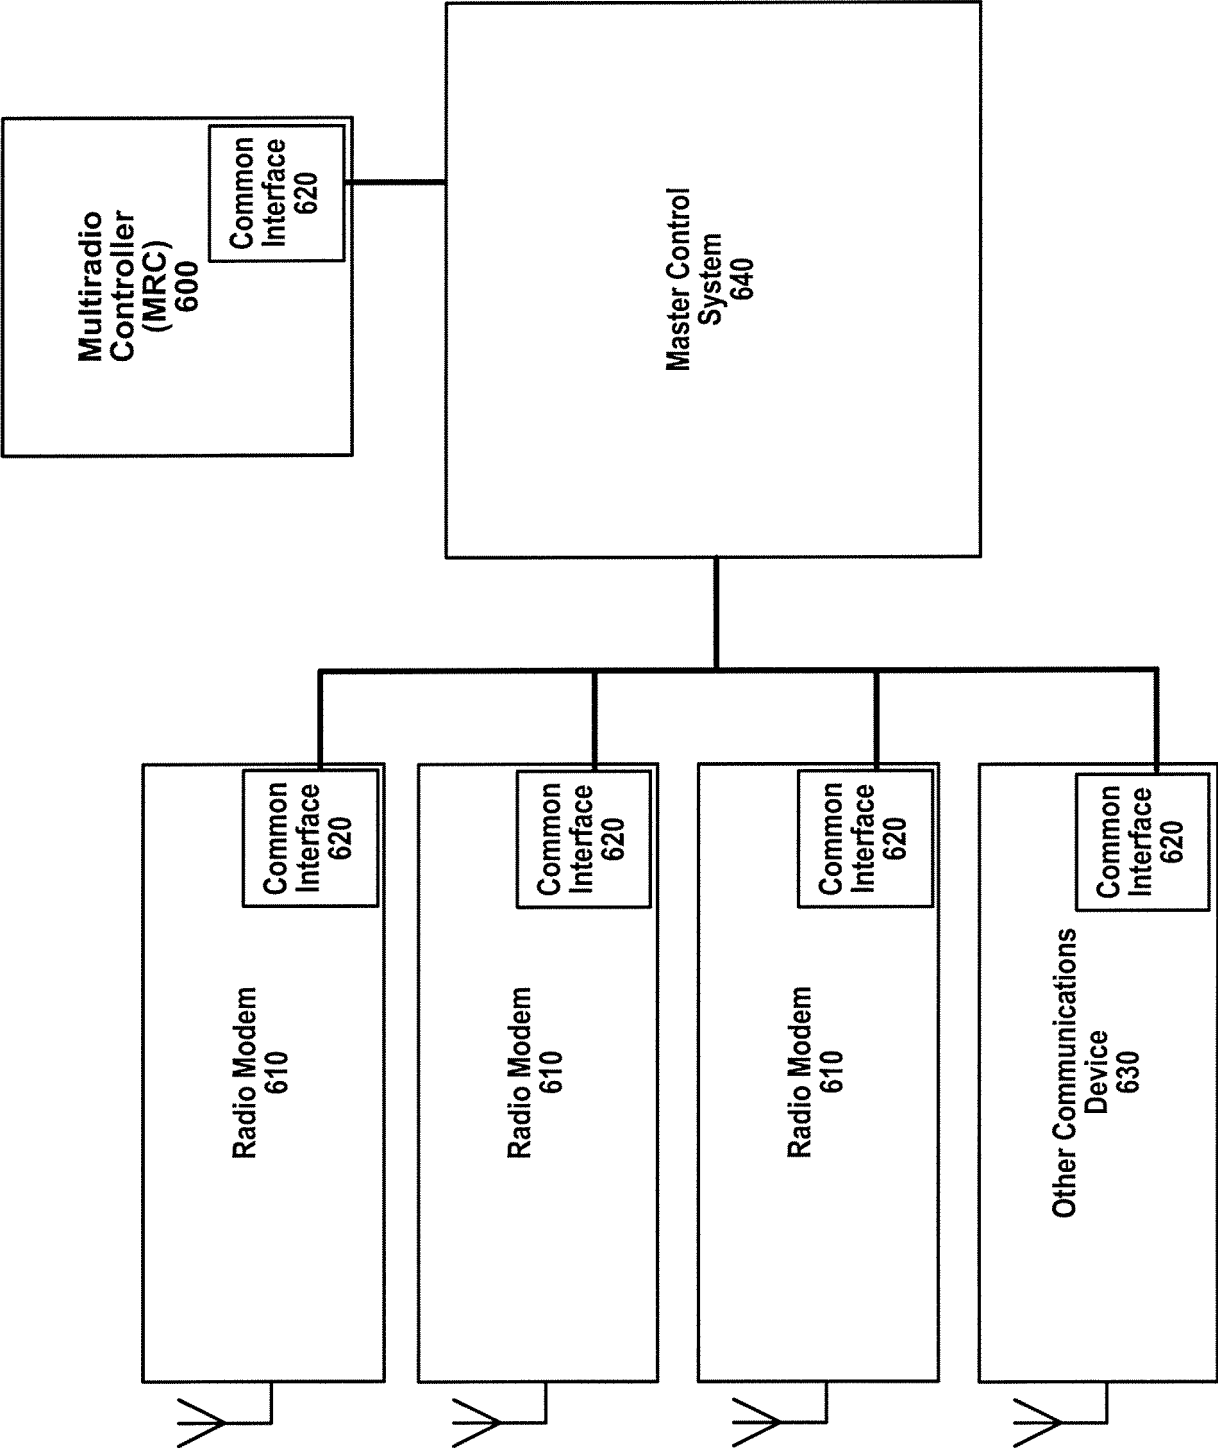 Multiradio
Controller
(MRC)
600
Common
Interface
620
Master Control
System
640
Radio Modem
610
Common
Interface
620
Radio Modem
610
Common
Interface
620
Radio Modem
610
Common
Interface
620
Other Communications
Device
630
Common
Interface
620